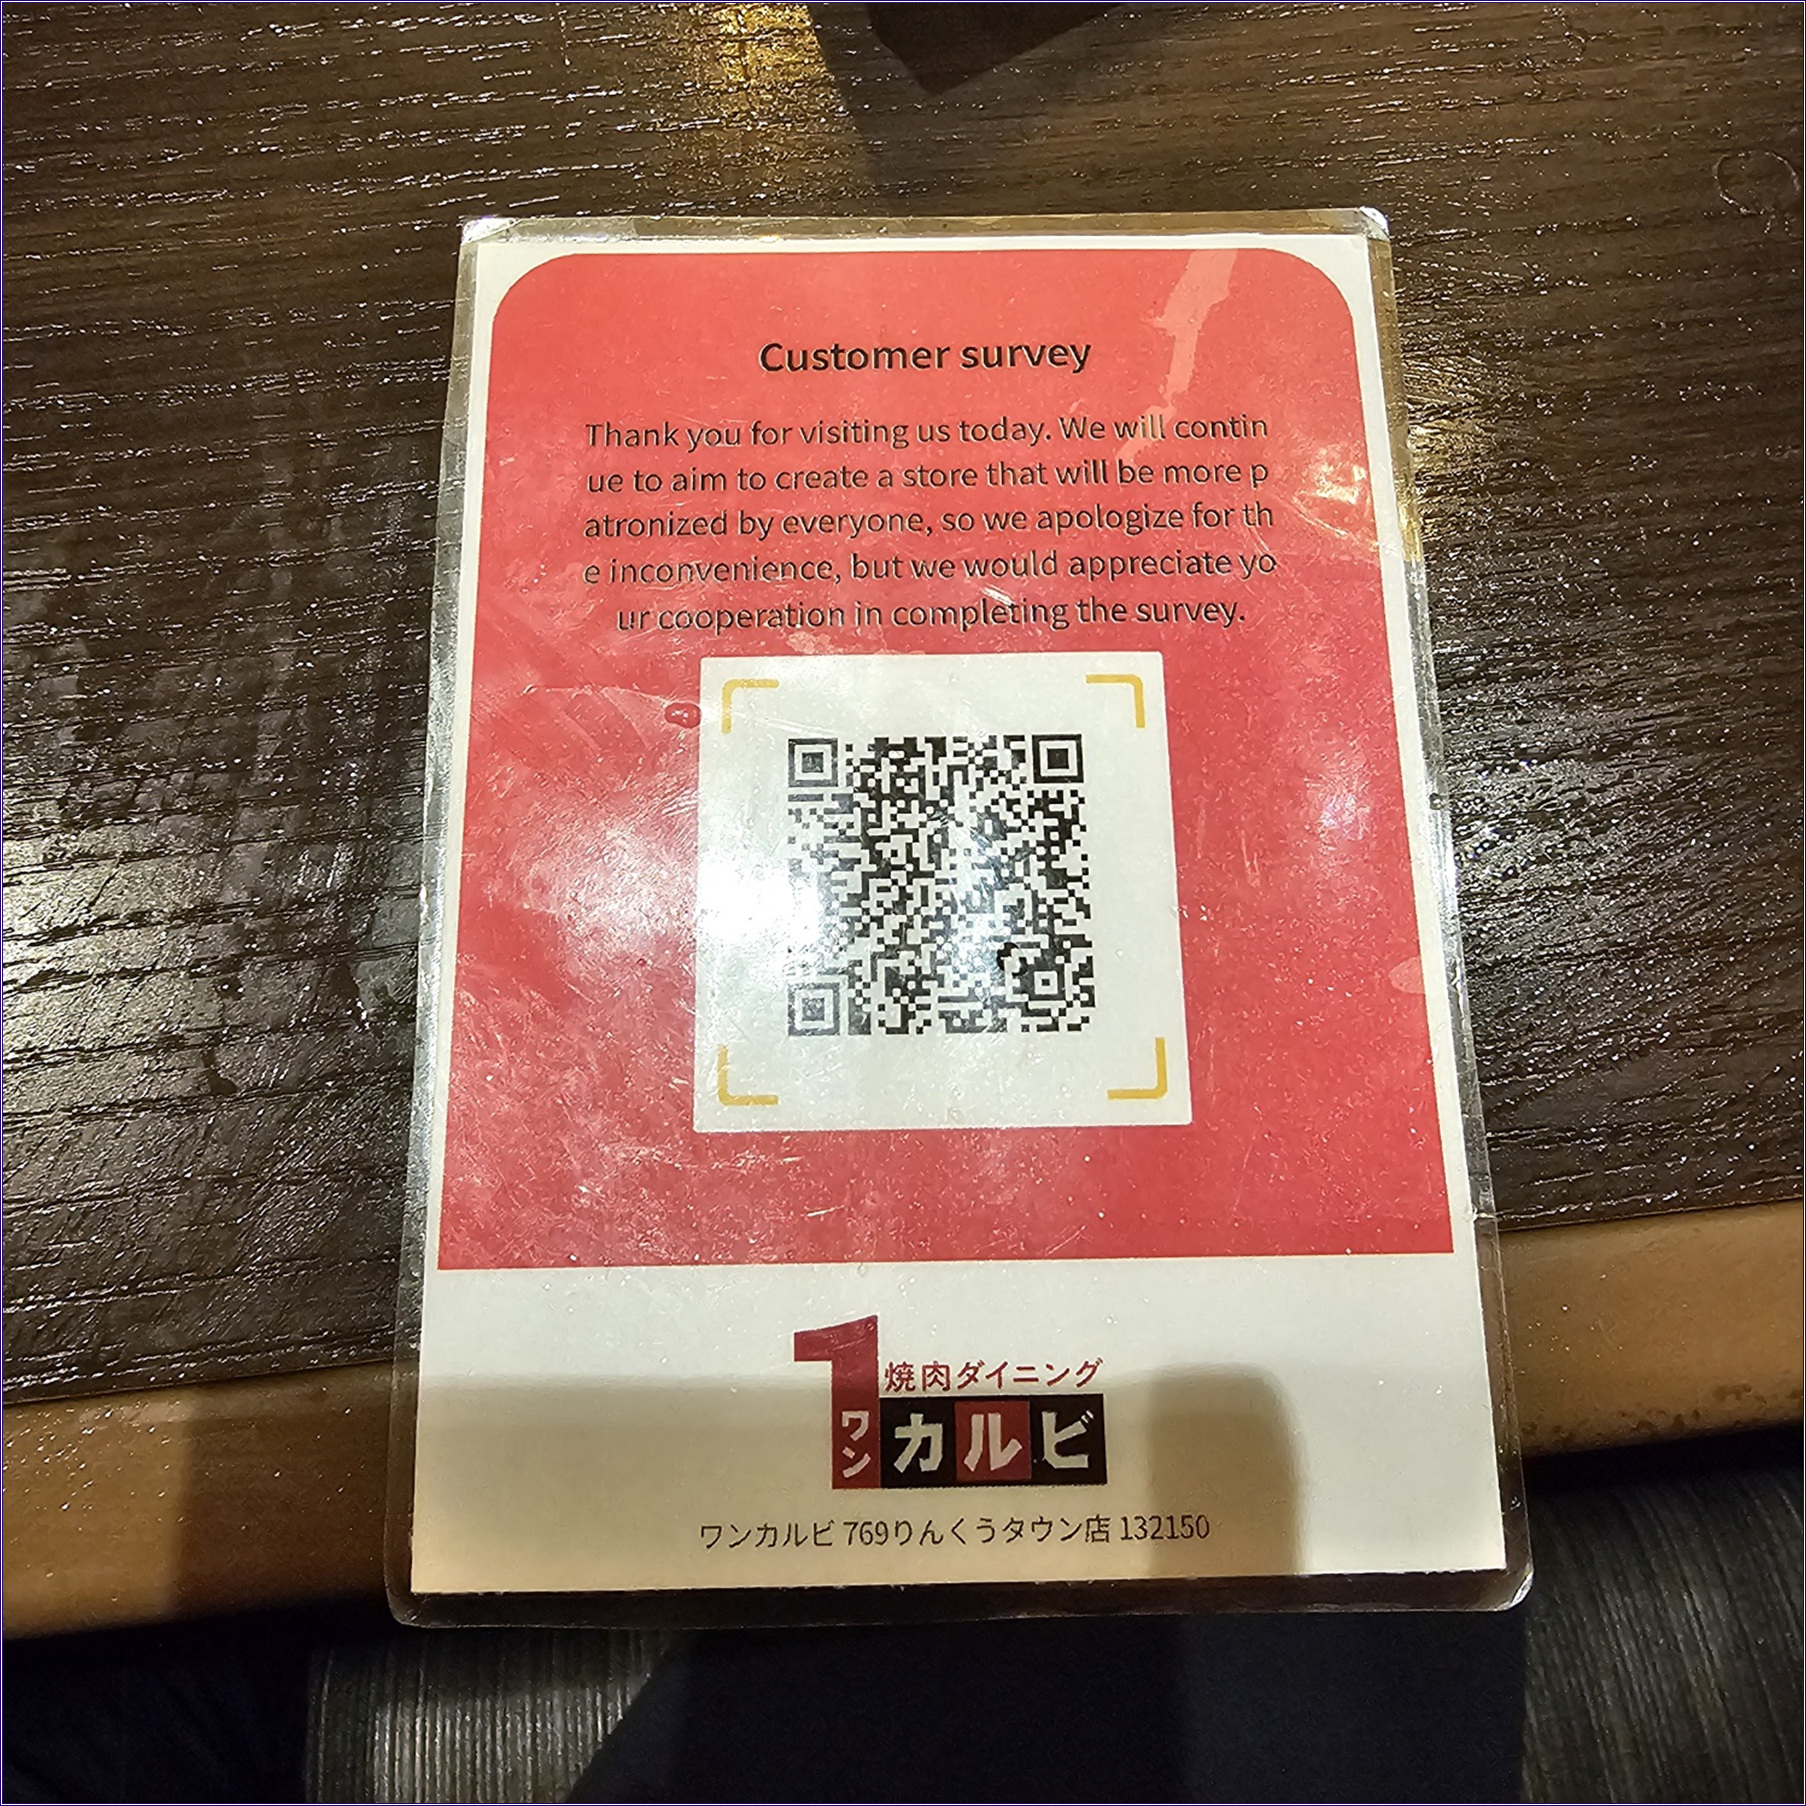 Customer survey
Thank you for visiting us today. We will contin
ue to aim to create a store that will be more p
atronized by everyone, so we apologize for th
e inconvenience, but we would appreciate yo
ur cooperation in completing the survey.
1
焼肉ダイニング
ワンカルビ
ワンカルビ 769りんくうタウン店 132150